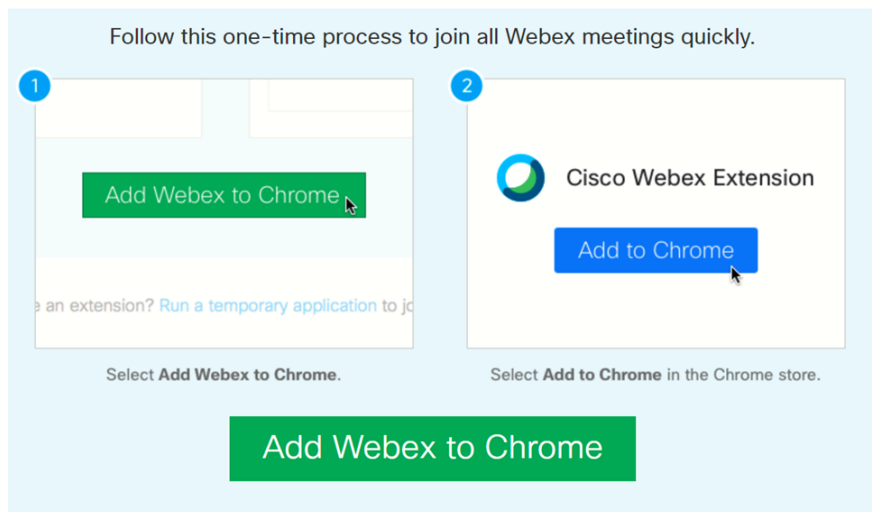 Follow this one-time process to join all Webex meetings quickly.
1
Add Webex to Chrome
e an extension? Run a temporary application to jo
Select Add Webex to Chrome.
2
Cisco Webex Extension
Add to Chrome
Select Add to Chrome in the Chrome store.
Add Webex to Chrome